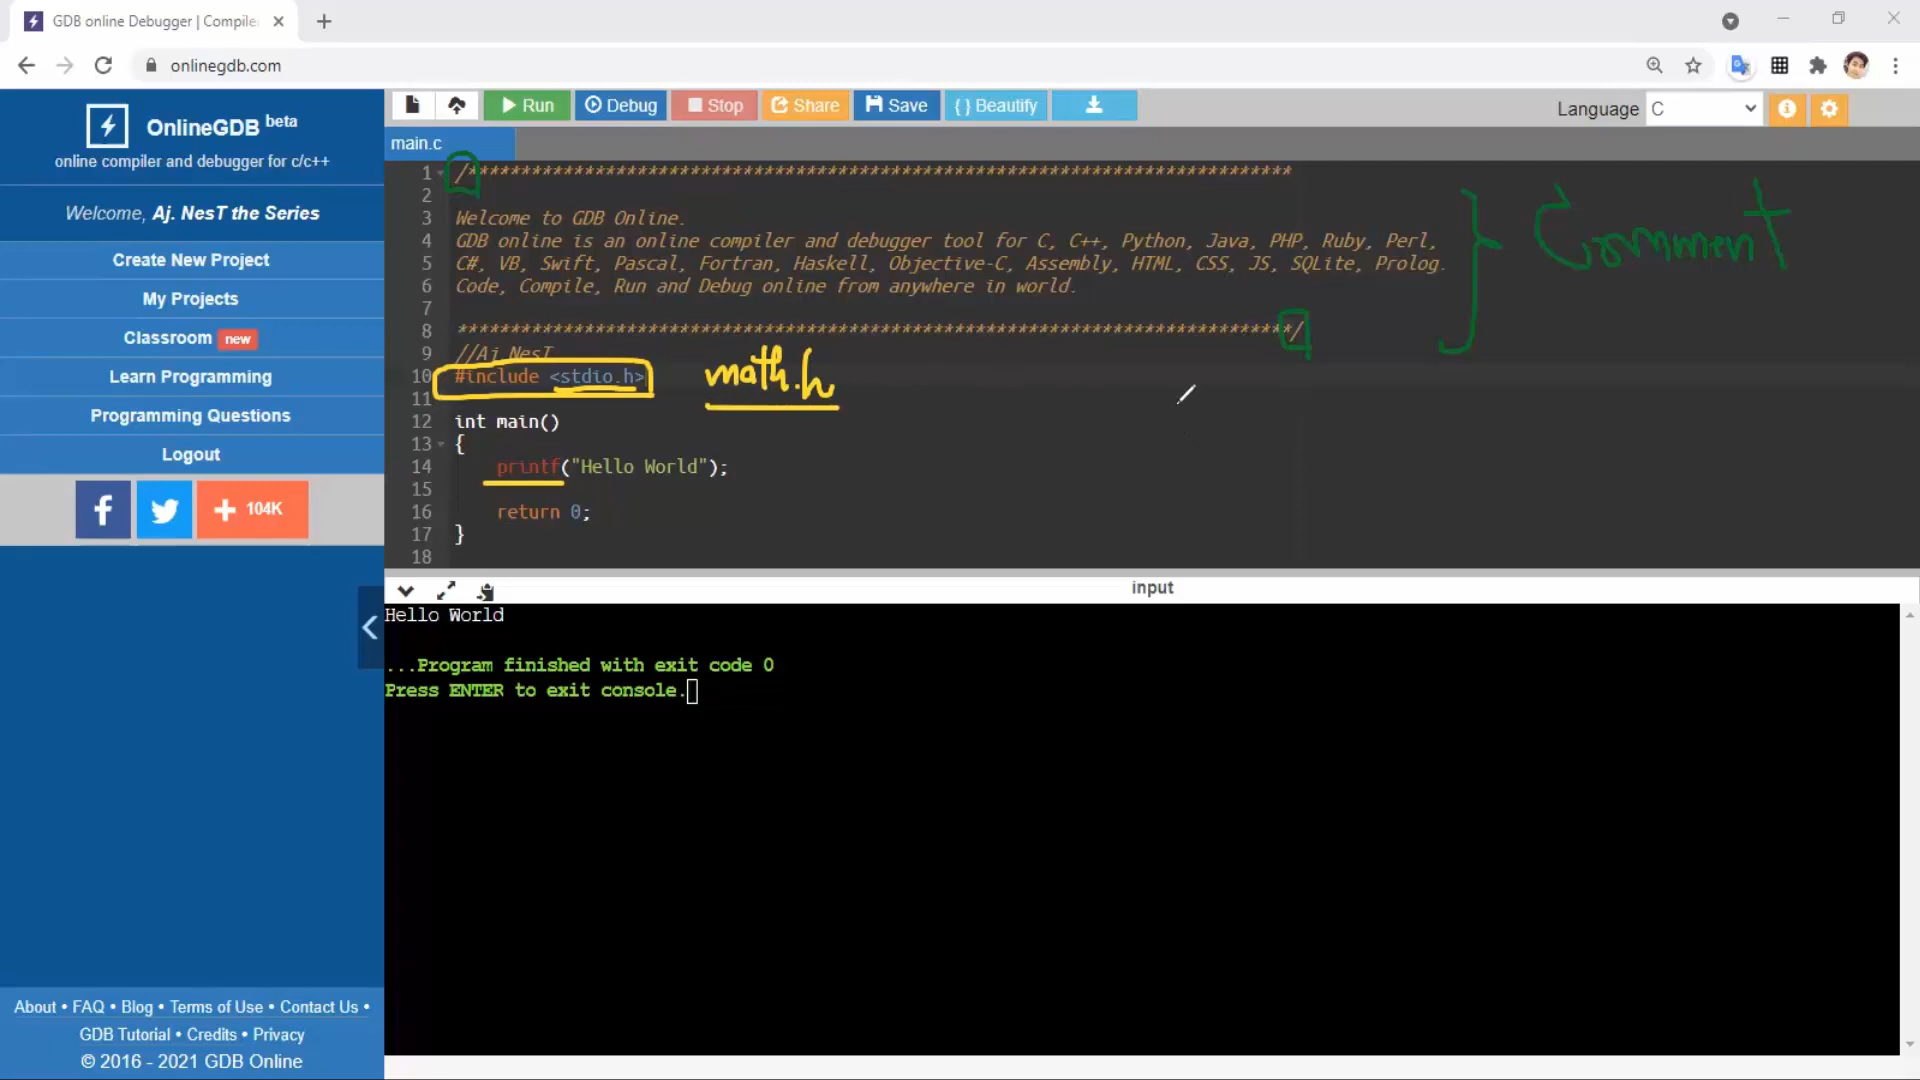 GDB online Debugger | Compile
onlinegdb.com
OnlineGDB beta
online compiler and debugger for c/c++
Welcome, Aj. NesT the Series
Create New Project
My Projects
Classroom new
Learn Programming
Programming Questions
Logout
104K
About • FAQ • Blog • Terms of Use • Contact Us •
GDB Tutorial • Credits • Privacy
© 2016 - 2021 GDB Online
Run Debug Stop Share Save { } Beautify
Language C
main.c
1 /******************************************************************************
2
3 Welcome to GDB Online.
4 GDB online is an online compiler and debugger tool for C, C++, Python, Java, PHP, Ruby, Perl,
5 C#, VB, Swift, Pascal, Fortran, Haskell, Objective-C, Assembly, HTML, CSS, JS, SQLite, Prolog.
6 Code, Compile, Run and Debug online from anywhere in world.
7
8 *******************************************************************************/
9 //Aj NesT
10 #include <stdio.h>
11
12 int main()
13 {
14 printf("Hello World");
15
16 return 0;
17 }
18
Comment
math.h
input
Hello World
...Program finished with exit code 0
Press ENTER to exit console.